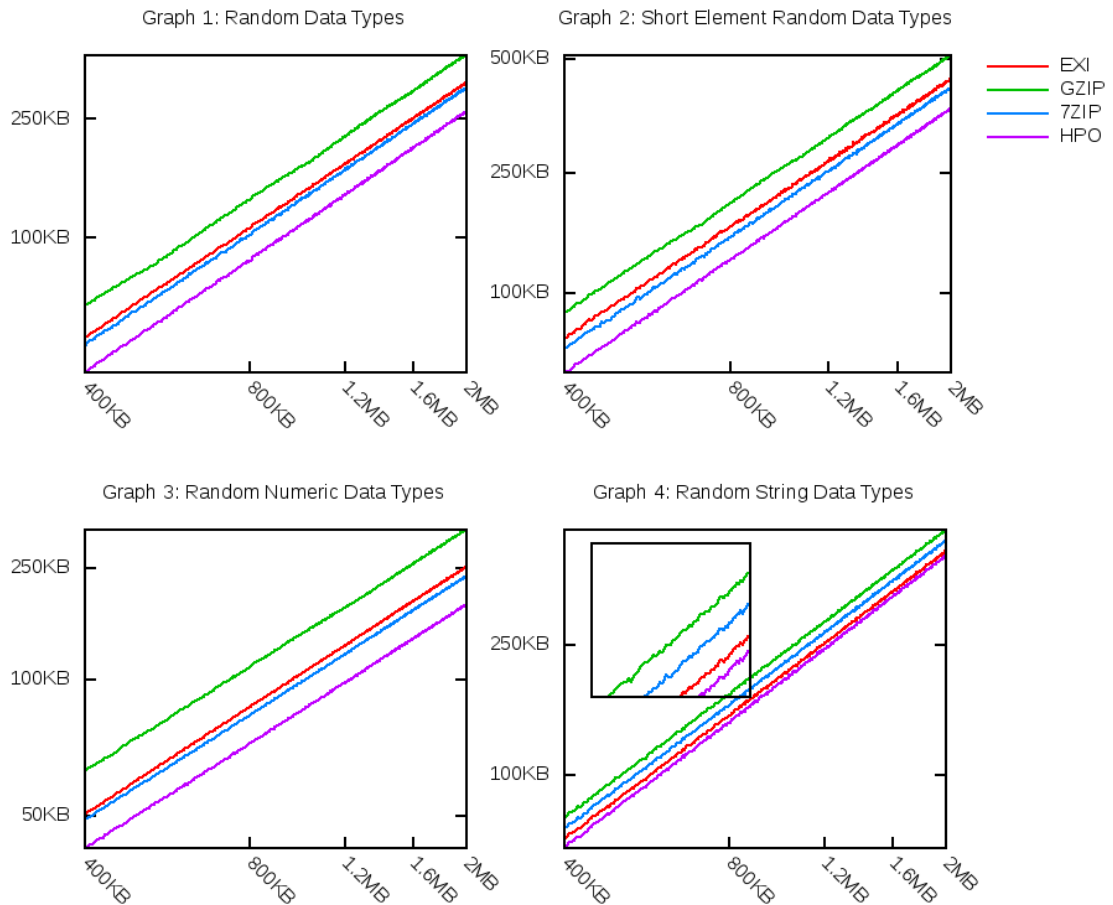 Graph 1: Random Data Types
250KB
100KB
400KB
800KB
1.2MB
1.6MB
2MB
Graph 2: Short Element Random Data Types
500KB
250KB
100KB
400KB
800KB
1.2MB
1.6MB
2MB
EXI
GZIP
7ZIP
HPO
Graph 3: Random Numeric Data Types
250KB
100KB
50KB
400KB
800KB
1.2MB
1.6MB
2MB
Graph 4: Random String Data Types
250KB
100KB
400KB
800KB
1.2MB
1.6MB
2MB